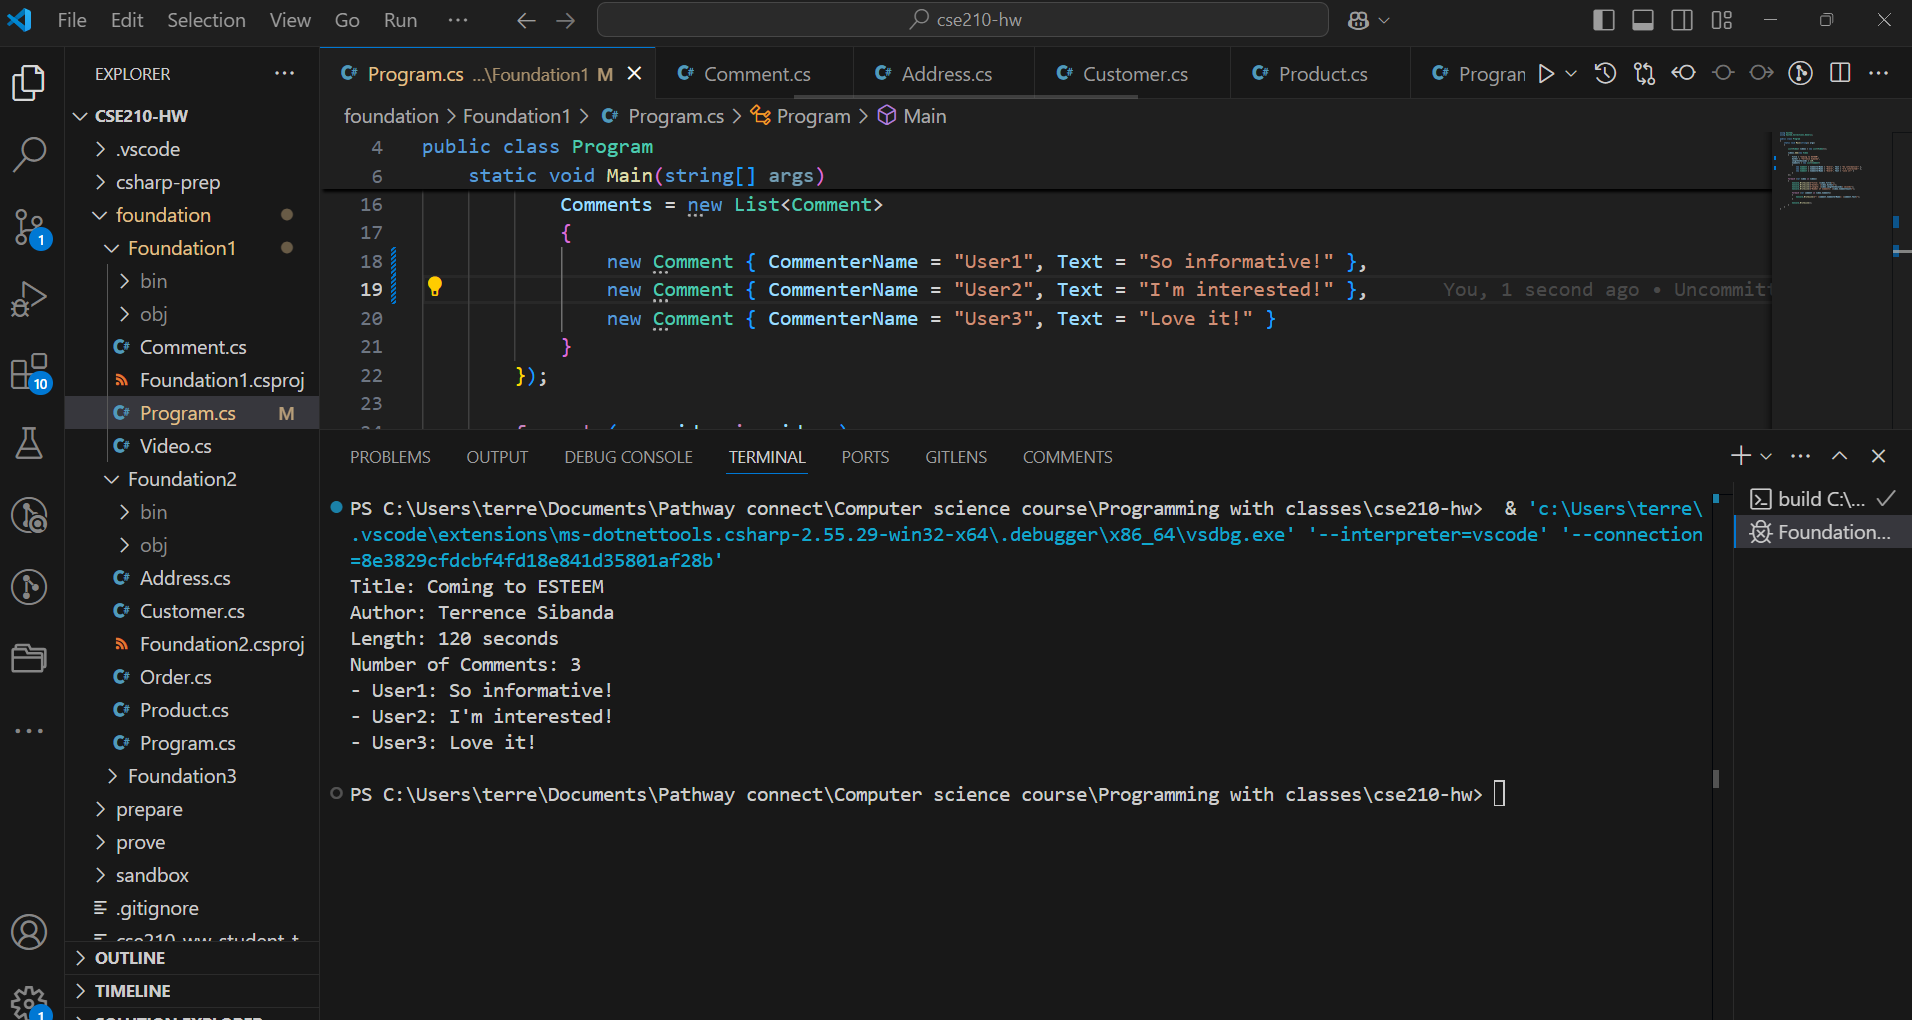 File Edit Selection View Go Run ···
cse210-hw
EXPLORER
CSE210-HW
.vscode
csharp-prep
foundation
Foundation1
bin
obj
Comment.cs
Foundation1.csproj
Program.cs M
Video.cs
Foundation2
bin
obj
Address.cs
Customer.cs
Foundation2.csproj
Order.cs
Product.cs
Program.cs
Foundation3
prepare
prove
sandbox
.gitignore
OUTLINE
TIMELINE
1
10
1
Program.cs ...\Foundation1 M
Comment.cs
Address.cs
Customer.cs
Product.cs
Program
foundation > Foundation1 > Program.cs > Program > Main
4 public class Program
6 static void Main(string[] args)
16 Comments = new List<Comment>
17 {
18 new Comment { CommenterName = "User1", Text = "So informative!" },
19 new Comment { CommenterName = "User2", Text = "I'm interested!" }, You, 1 second ago • Uncommitt
20 new Comment { CommenterName = "User3", Text = "Love it!" }
21 }
22 });
23
PROBLEMS OUTPUT DEBUG CONSOLE TERMINAL PORTS GITLENS COMMENTS
PS C:\Users\terre\Documents\Pathway connect\Computer science course\Programming with classes\cse210-hw> & 'c:\Users\terre\
.vscode\extensions\ms-dotnettools.csharp-2.55.29-win32-x64\.debugger\x86_64\vsdbg.exe' '--interpreter=vscode' '--connection
=8e3829cfdcbf4fd18e841d35801af28b'
Title: Coming to ESTEEM
Author: Terrence Sibanda
Length: 120 seconds
Number of Comments: 3
- User1: So informative!
- User2: I'm interested!
- User3: Love it!
PS C:\Users\terre\Documents\Pathway connect\Computer science course\Programming with classes\cse210-hw>
build C:\...
Foundation...